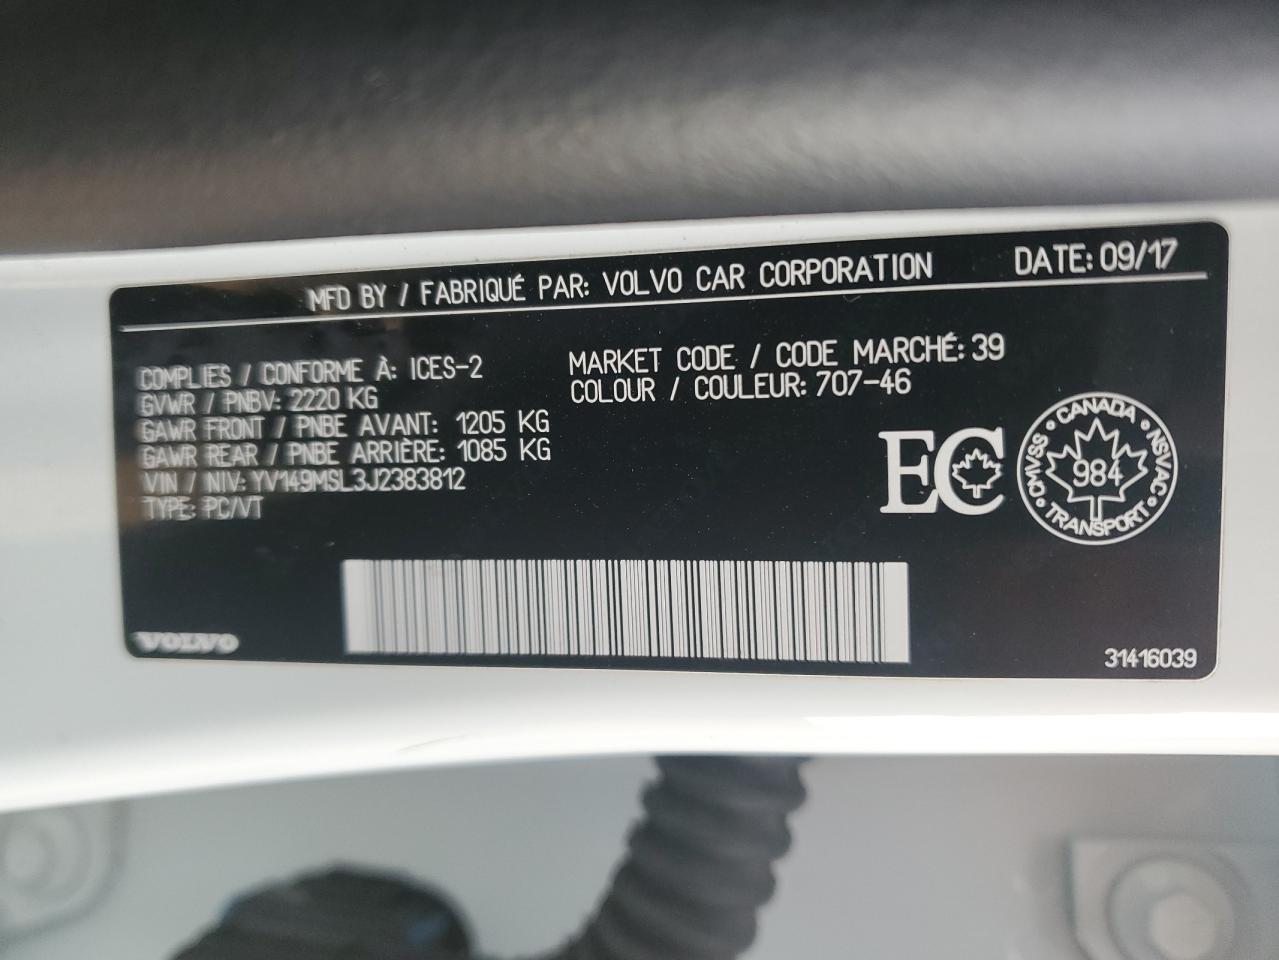 MFD BY / FABRIQUÉ PAR: VOLVO CAR CORPORATION DATE: 09/17
COMPLIES / CONFORME À: ICES-2
GVWR / PNBV: 2220 KG
GAWR FRONT / PNBE AVANT: 1205 KG
GAWR REAR / PNBE ARRIÈRE: 1085 KG
VIN / NIV: YV149MSL3J2383812
TYPE: PC/VT
MARKET CODE / CODE MARCHÉ: 39
COLOUR / COULEUR: 707-46
EC
CMVSS · CANADA · NSVAC · TRANSPORT ·
984
VOLVO
31416039